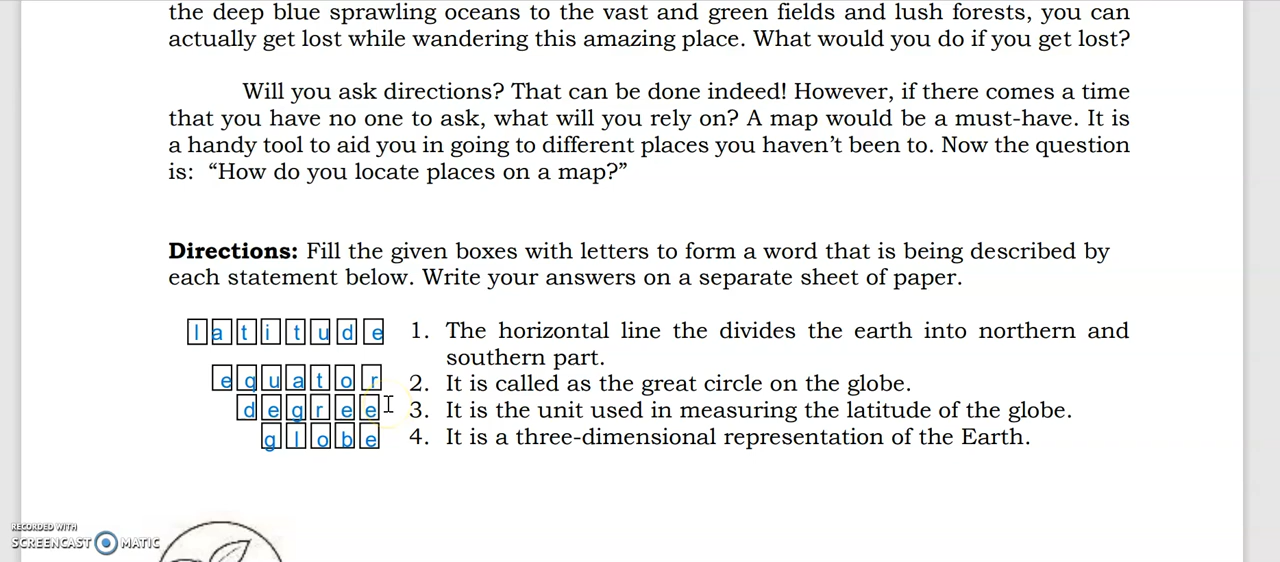 the deep blue sprawling oceans to the vast and green fields and lush forests, you can
actually get lost while wandering this amazing place. What would you do if you get lost?
Will you ask directions? That can be done indeed! However, if there comes a time
that you have no one to ask, what will you rely on? A map would be a must-have. It is
a handy tool to aid you in going to different places you haven't been to. Now the question
is: “How do you locate places on a map?”
Directions: Fill the given boxes with letters to form a word that is being described by
each statement below. Write your answers on a separate sheet of paper.
latitude 1. The horizontal line the divides the earth into northern and
southern part.
equator 2. It is called as the great circle on the globe.
degree 3. It is the unit used in measuring the latitude of the globe.
globe 4. It is a three-dimensional representation of the Earth.
RECORDED WITH
SCREENCAST MATIC